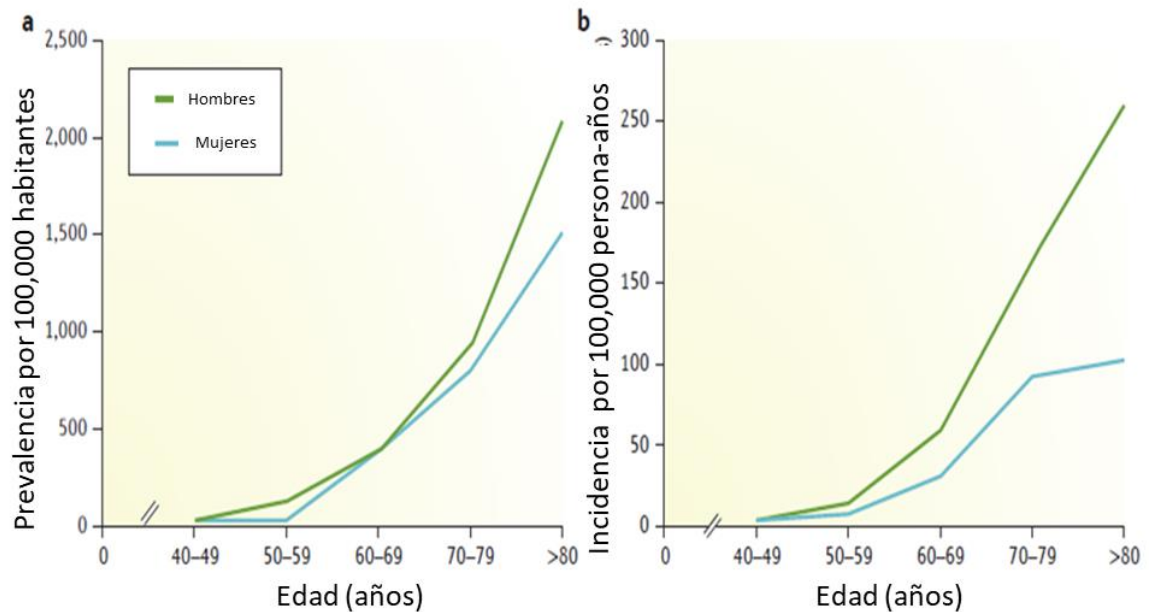 a
2,500
2,000
1,500
1,000
500
0
Hombres
Mujeres
Prevalencia por 100,000 habitantes
0 40–49 50–59 60–69 70–79 >80
Edad (años)
b
300
250
200
150
100
50
0
Incidencia por 100,000 persona-años
)
0 40–49 50–59 60–69 70–79 >80
Edad (años)